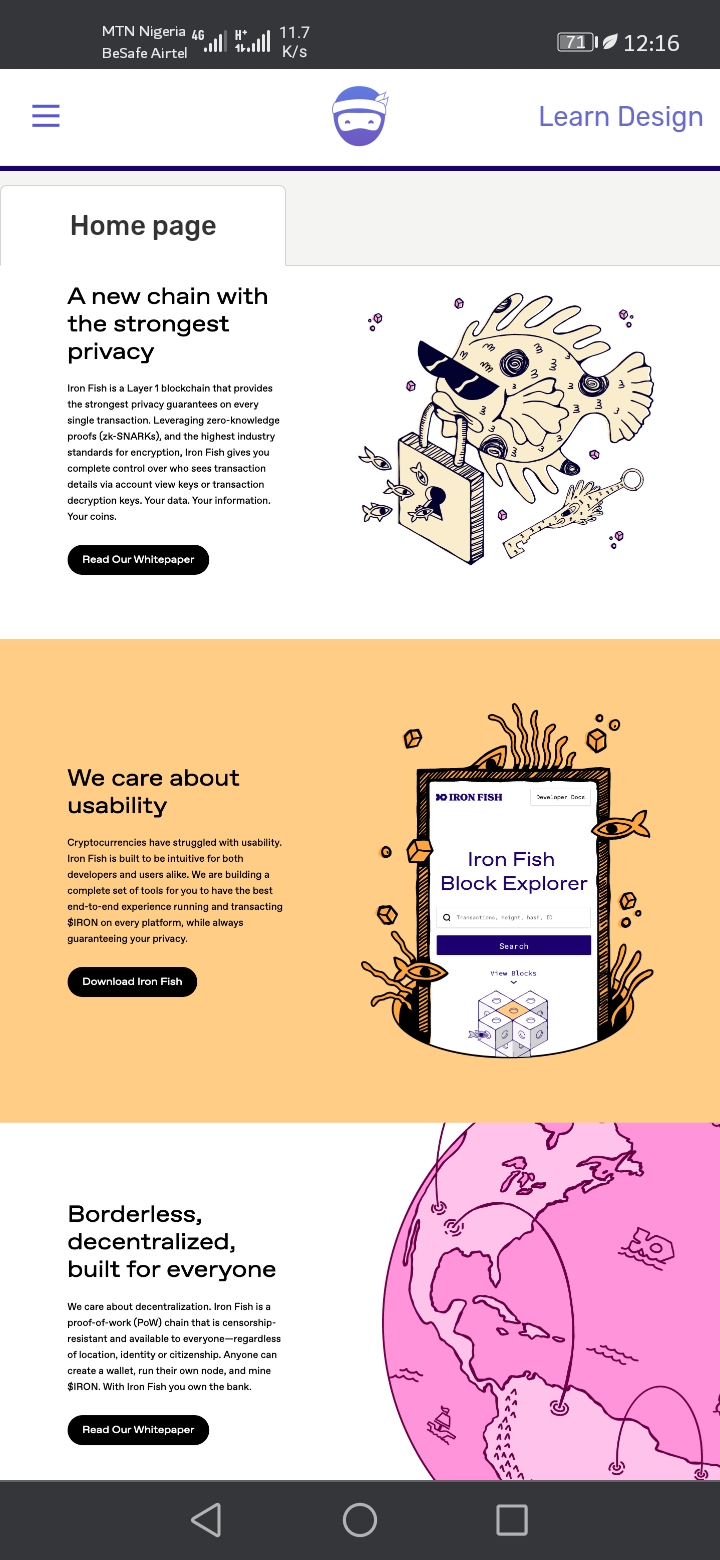 MTN Nigeria 4G H+ 11.7
BeSafe Airtel K/s 71 12:16
Learn Design
Home page
A new chain with
the strongest
privacy
Iron Fish is a Layer 1 blockchain that provides
the strongest privacy guarantees on every
single transaction. Leveraging zero-knowledge
proofs (zk-SNARKs), and the highest industry
standards for encryption, Iron Fish gives you
complete control over who sees transaction
details via account view keys or transaction
decryption keys. Your data. Your information.
Your coins.
Read Our Whitepaper
We care about
usability
Cryptocurrencies have struggled with usability.
Iron Fish is built to be intuitive for both
developers and users alike. We are building a
complete set of tools for you to have the best
end-to-end experience running and transacting
$IRON on every platform, while always
guaranteeing your privacy.
Download Iron Fish
IRON FISH
Developer Docs
Iron Fish
Block Explorer
Transactions, height, hash, ID
Search
View Blocks
Borderless,
decentralized,
built for everyone
We care about decentralization. Iron Fish is a
proof-of-work (PoW) chain that is censorship-
resistant and available to everyone—regardless
of location, identity or citizenship. Anyone can
create a wallet, run their own node, and mine
$IRON. With Iron Fish you own the bank.
Read Our Whitepaper